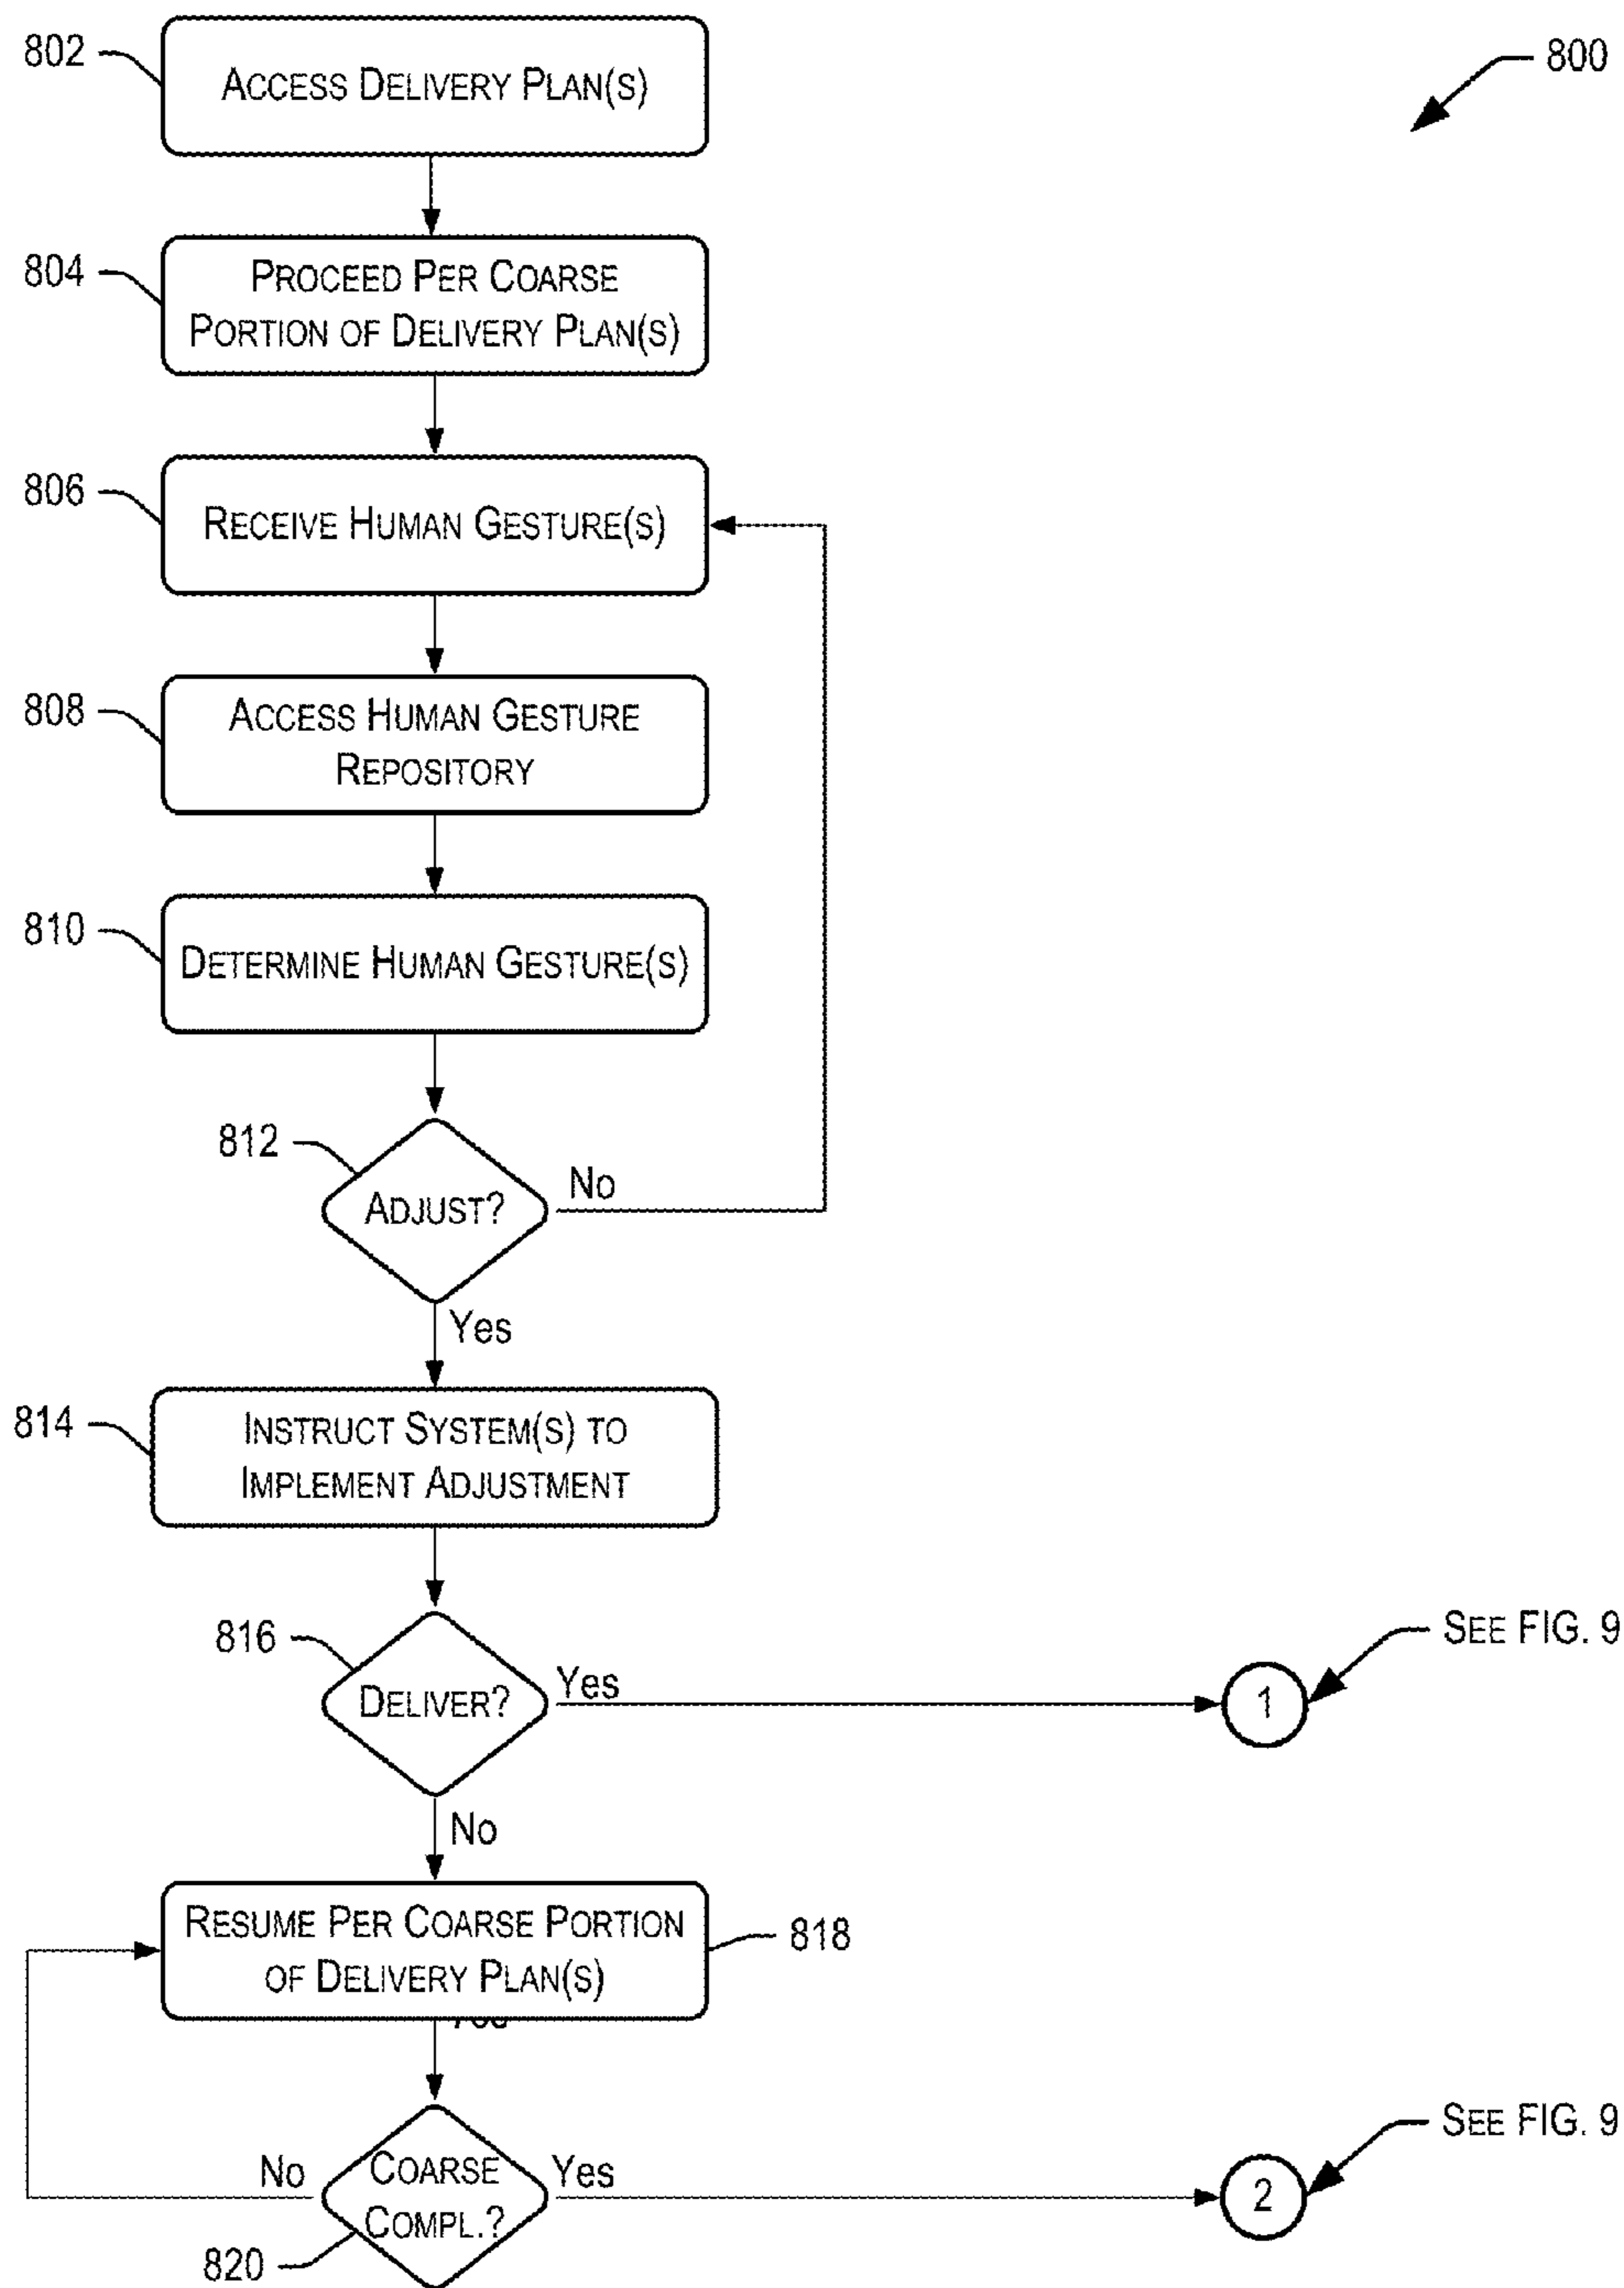 802
ACCESS DELIVERY PLAN(S)
800
804
PROCEED PER COARSE
PORTION OF DELIVERY PLAN(S)
806
RECEIVE HUMAN GESTURE(S)
808
ACCESS HUMAN GESTURE
REPOSITORY
810
DETERMINE HUMAN GESTURE(S)
812
ADJUST?
No
Yes
814
INSTRUCT SYSTEM(S) TO
IMPLEMENT ADJUSTMENT
816
DELIVER?
Yes
1
SEE FIG. 9
No
RESUME PER COARSE PORTION
OF DELIVERY PLAN(S)
818
No
COARSE
COMPL.?
Yes
2
SEE FIG. 9
820